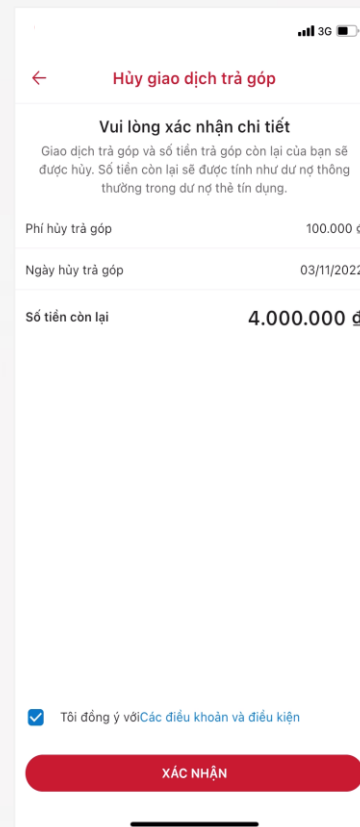 3G
Hủy giao dịch trả góp
Vui lòng xác nhận chi tiết
Giao dịch trả góp và số tiền trả góp còn lại của bạn sẽ
được hủy. Số tiền còn lại sẽ được tính như dư nợ thông
thường trong dư nợ thẻ tín dụng.
Phí hủy trả góp 100.000 ₫
Ngày hủy trả góp 03/11/2022
Số tiền còn lại 4.000.000 ₫
Tôi đồng ý vớiCác điều khoản và điều kiện
XÁC NHẬN